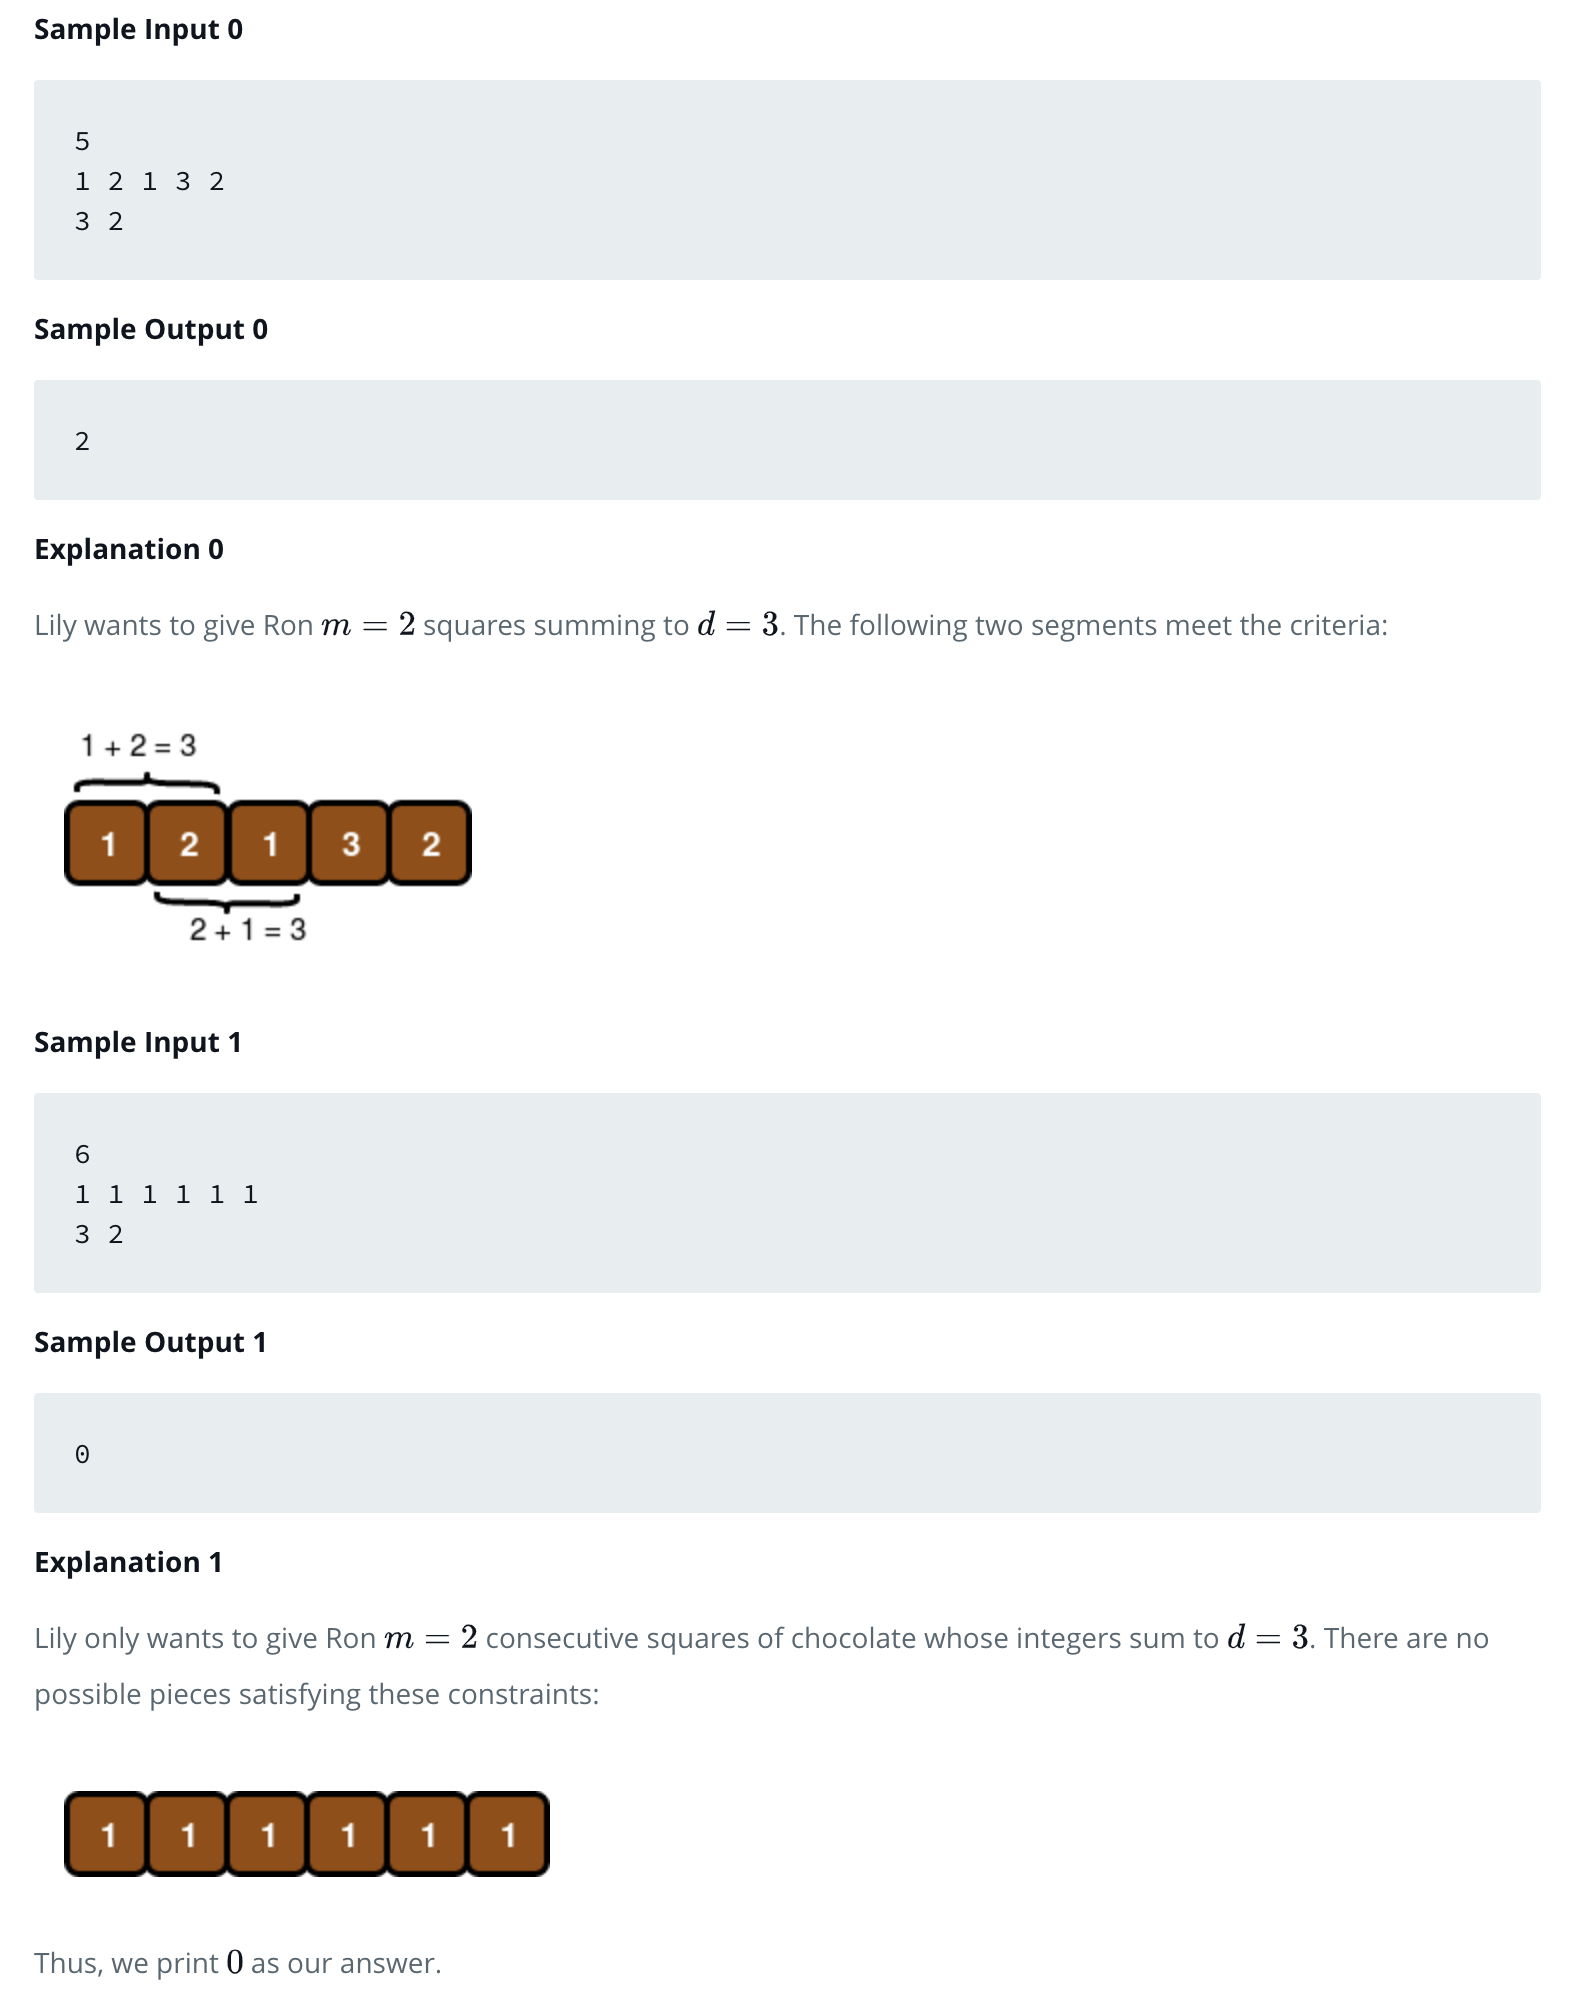 Sample Input 0
5
1 2 1 3 2
3 2
Sample Output 0
2
Explanation 0
Lily wants to give Ron m = 2 squares summing to d = 3. The following two segments meet the criteria:
1 + 2 = 3
1 2 1 3 2
2 + 1 = 3
Sample Input 1
6
1 1 1 1 1 1
3 2
Sample Output 1
0
Explanation 1
Lily only wants to give Ron m = 2 consecutive squares of chocolate whose integers sum to d = 3. There are no
possible pieces satisfying these constraints:
1 1 1 1 1 1
Thus, we print 0 as our answer.